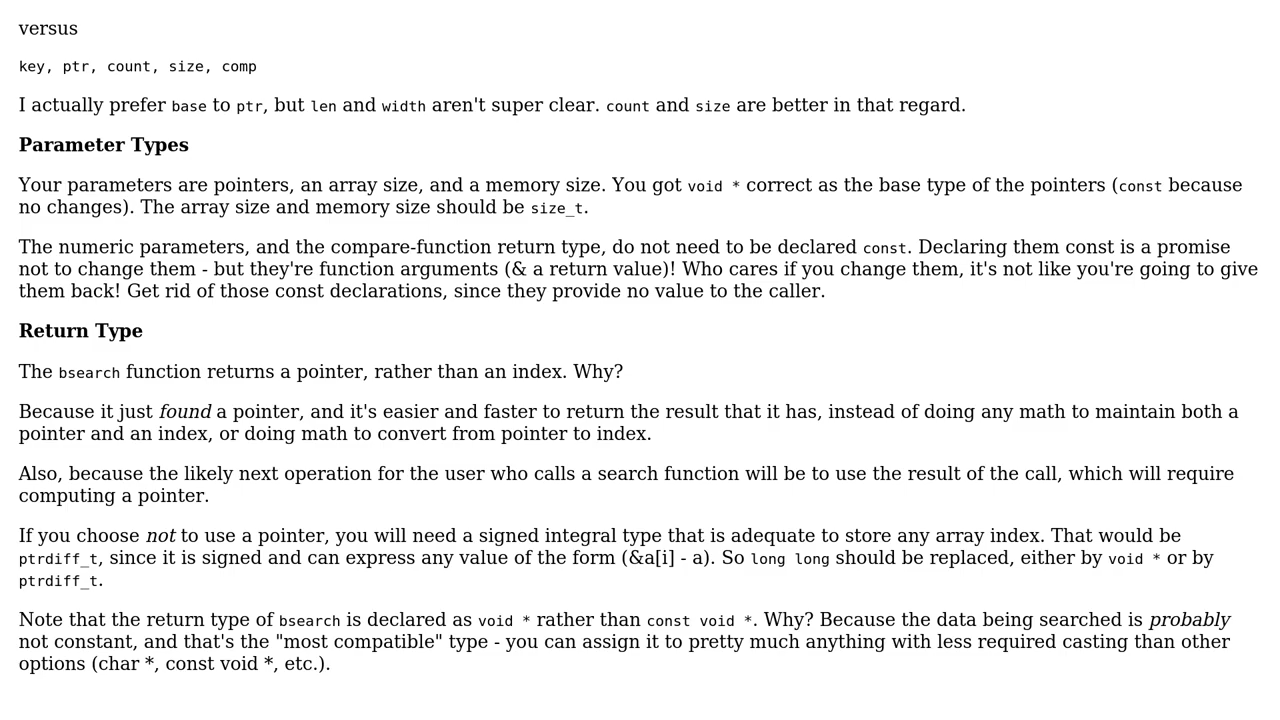 versus
key, ptr, count, size, comp
I actually prefer base to ptr, but len and width aren't super clear. count and size are better in that regard.
Parameter Types
Your parameters are pointers, an array size, and a memory size. You got void * correct as the base type of the pointers (const because
no changes). The array size and memory size should be size_t.
The numeric parameters, and the compare-function return type, do not need to be declared const. Declaring them const is a promise
not to change them - but they're function arguments (& a return value)! Who cares if you change them, it's not like you're going to give
them back! Get rid of those const declarations, since they provide no value to the caller.
Return Type
The bsearch function returns a pointer, rather than an index. Why?
Because it just found a pointer, and it's easier and faster to return the result that it has, instead of doing any math to maintain both a
pointer and an index, or doing math to convert from pointer to index.
Also, because the likely next operation for the user who calls a search function will be to use the result of the call, which will require
computing a pointer.
If you choose not to use a pointer, you will need a signed integral type that is adequate to store any array index. That would be
ptrdiff_t, since it is signed and can express any value of the form (&a[i] - a). So long long should be replaced, either by void * or by
ptrdiff_t.
Note that the return type of bsearch is declared as void * rather than const void *. Why? Because the data being searched is probably
not constant, and that's the "most compatible" type - you can assign it to pretty much anything with less required casting than other
options (char *, const void *, etc.).